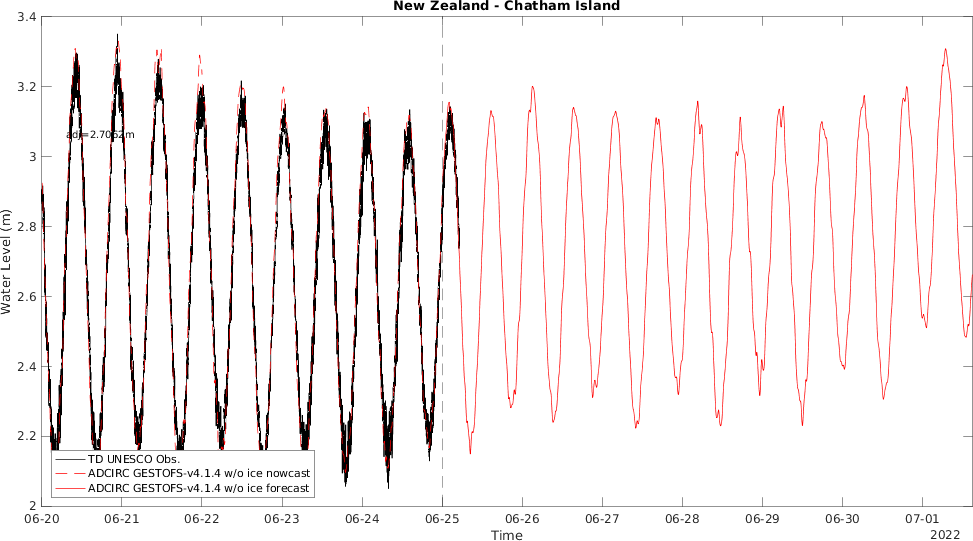 New Zealand - Chatham Island
Water Level (m)
3.4
3.2
3
2.8
2.6
2.4
2.2
2
adj=2.7062m
TD UNESCO Obs.
ADCIRC GESTOFS-v4.1.4 w/o ice nowcast
ADCIRC GESTOFS-v4.1.4 w/o ice forecast
06-20 06-21 06-22 06-23 06-24 06-25 06-26 06-27 06-28 06-29 06-30 07-01
2022
Time